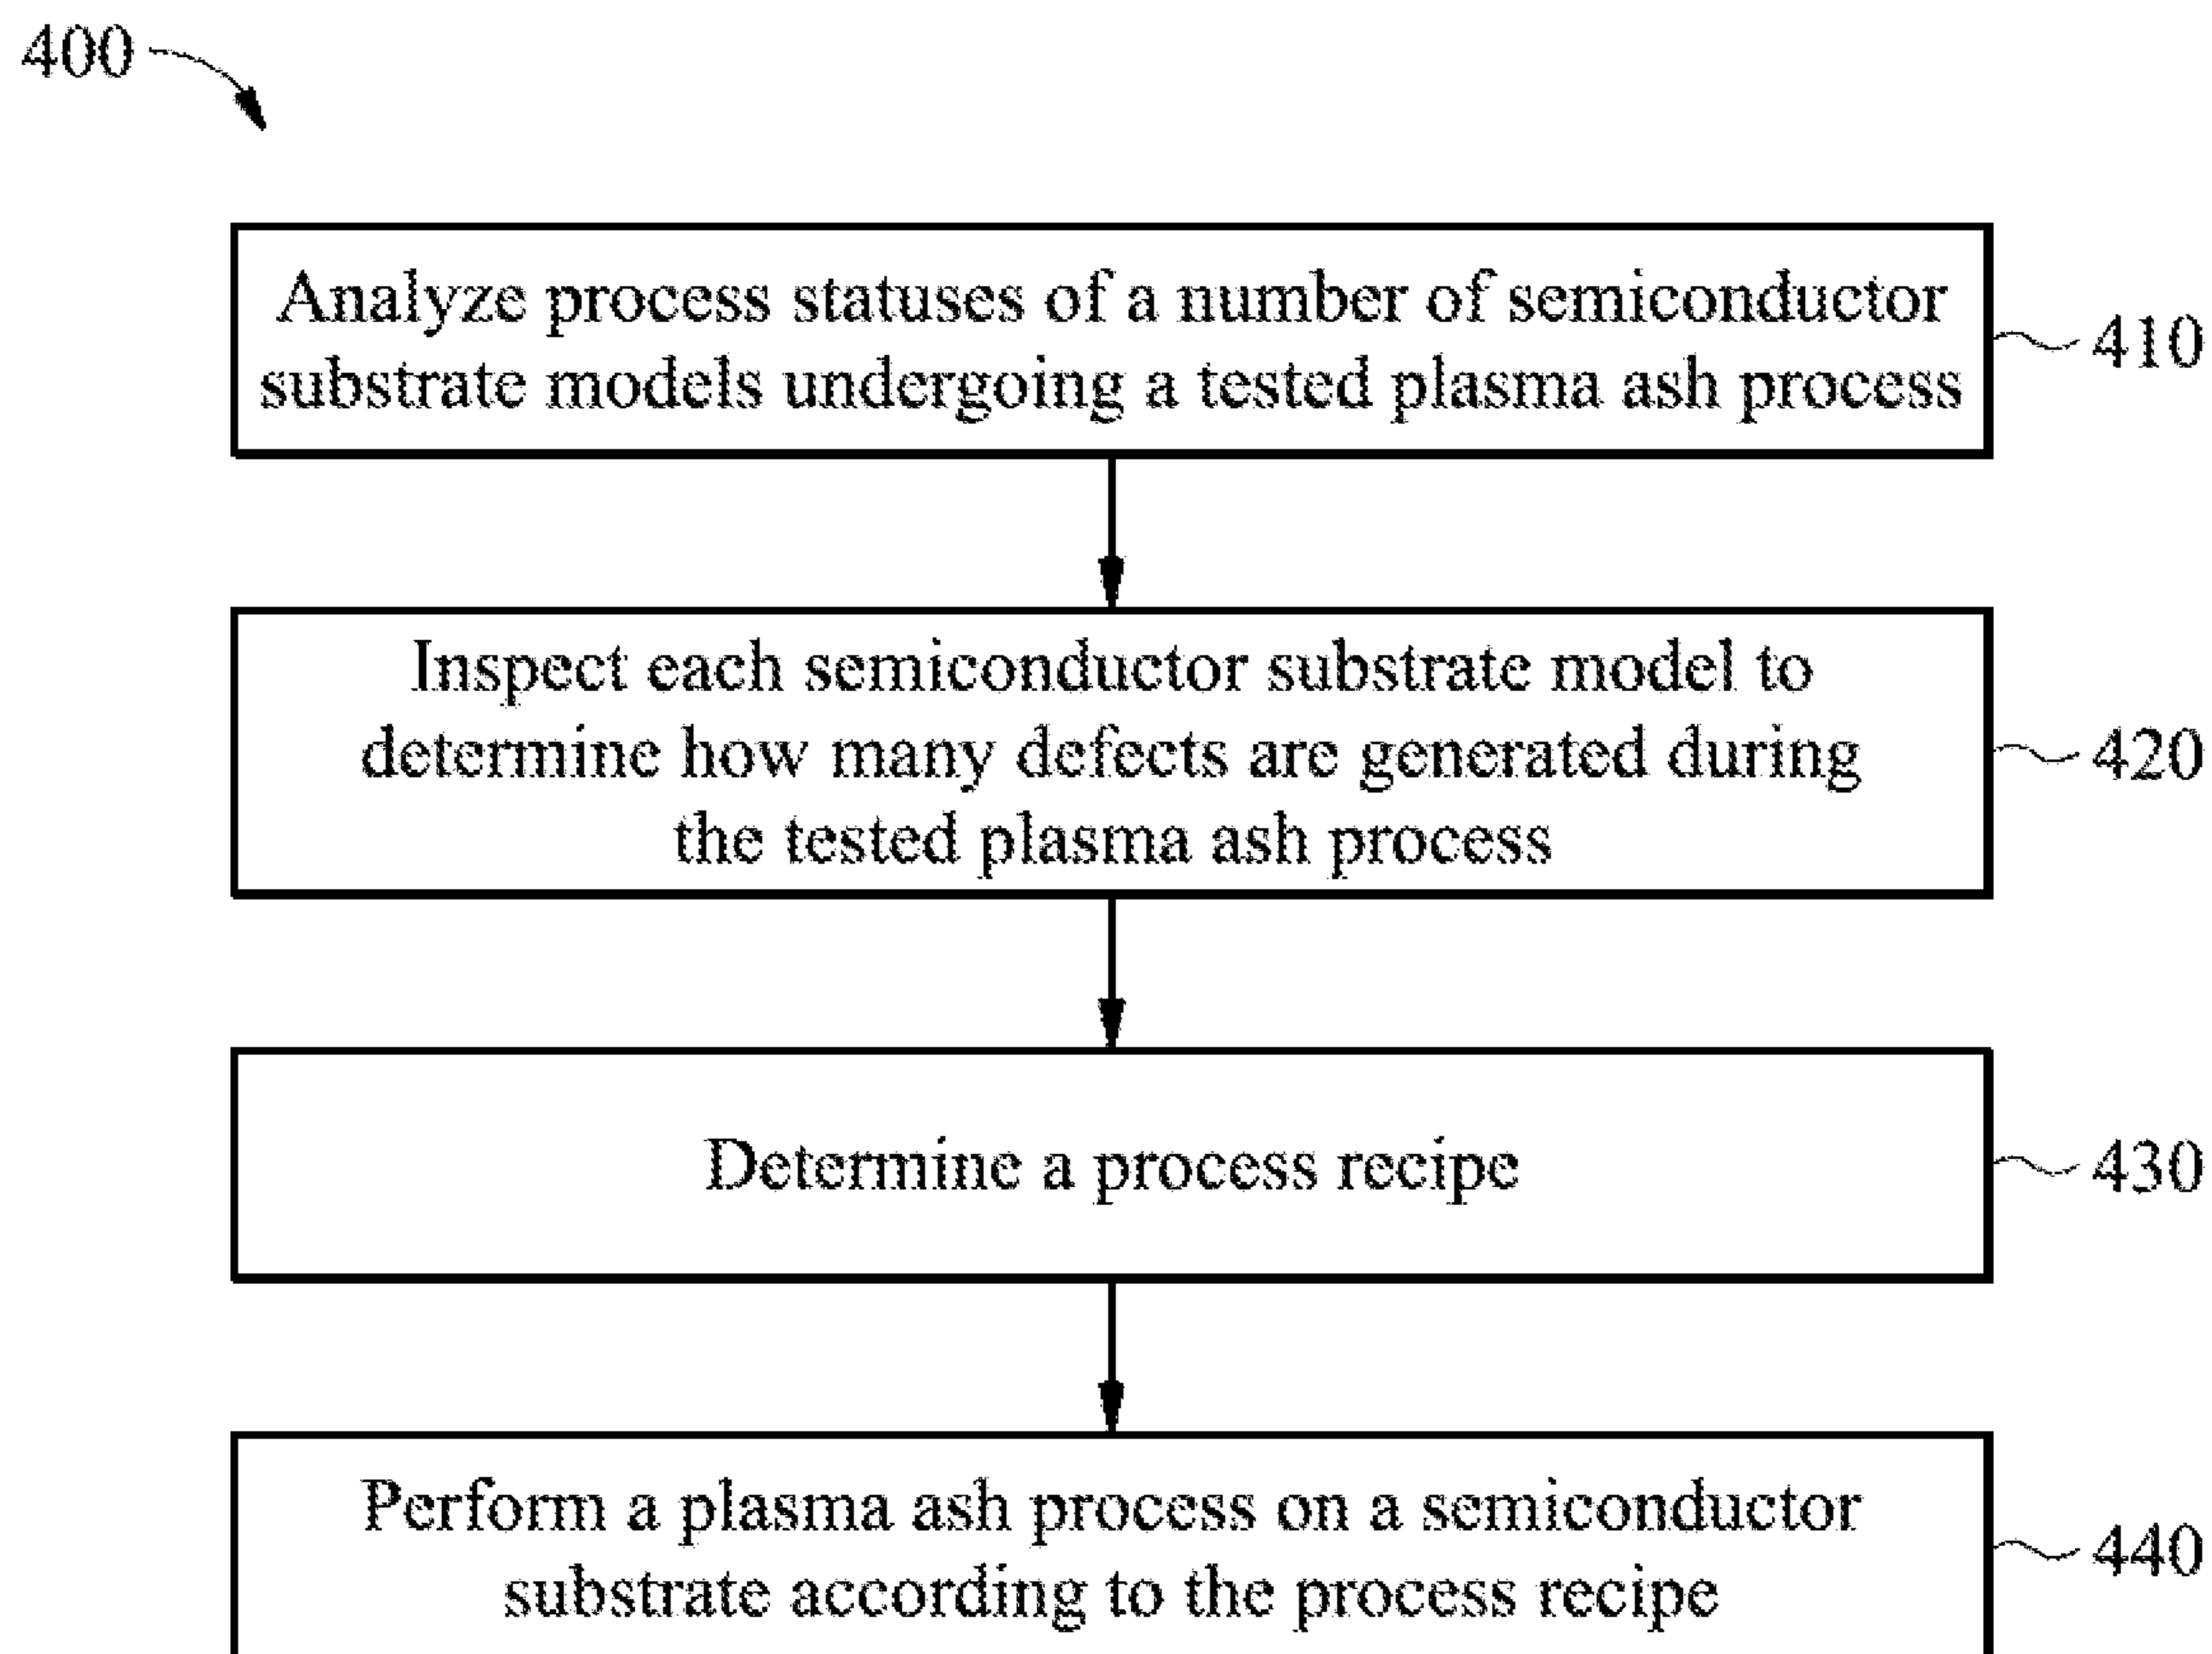 400
Analyze process statuses of a number of semiconductor
substrate models undergoing a tested plasma ash process
410
Inspect each semiconductor substrate model to
determine how many defects are generated during
the tested plasma ash process
420
Determine a process recipe
430
Perform a plasma ash process on a semiconductor
substrate according to the process recipe
440